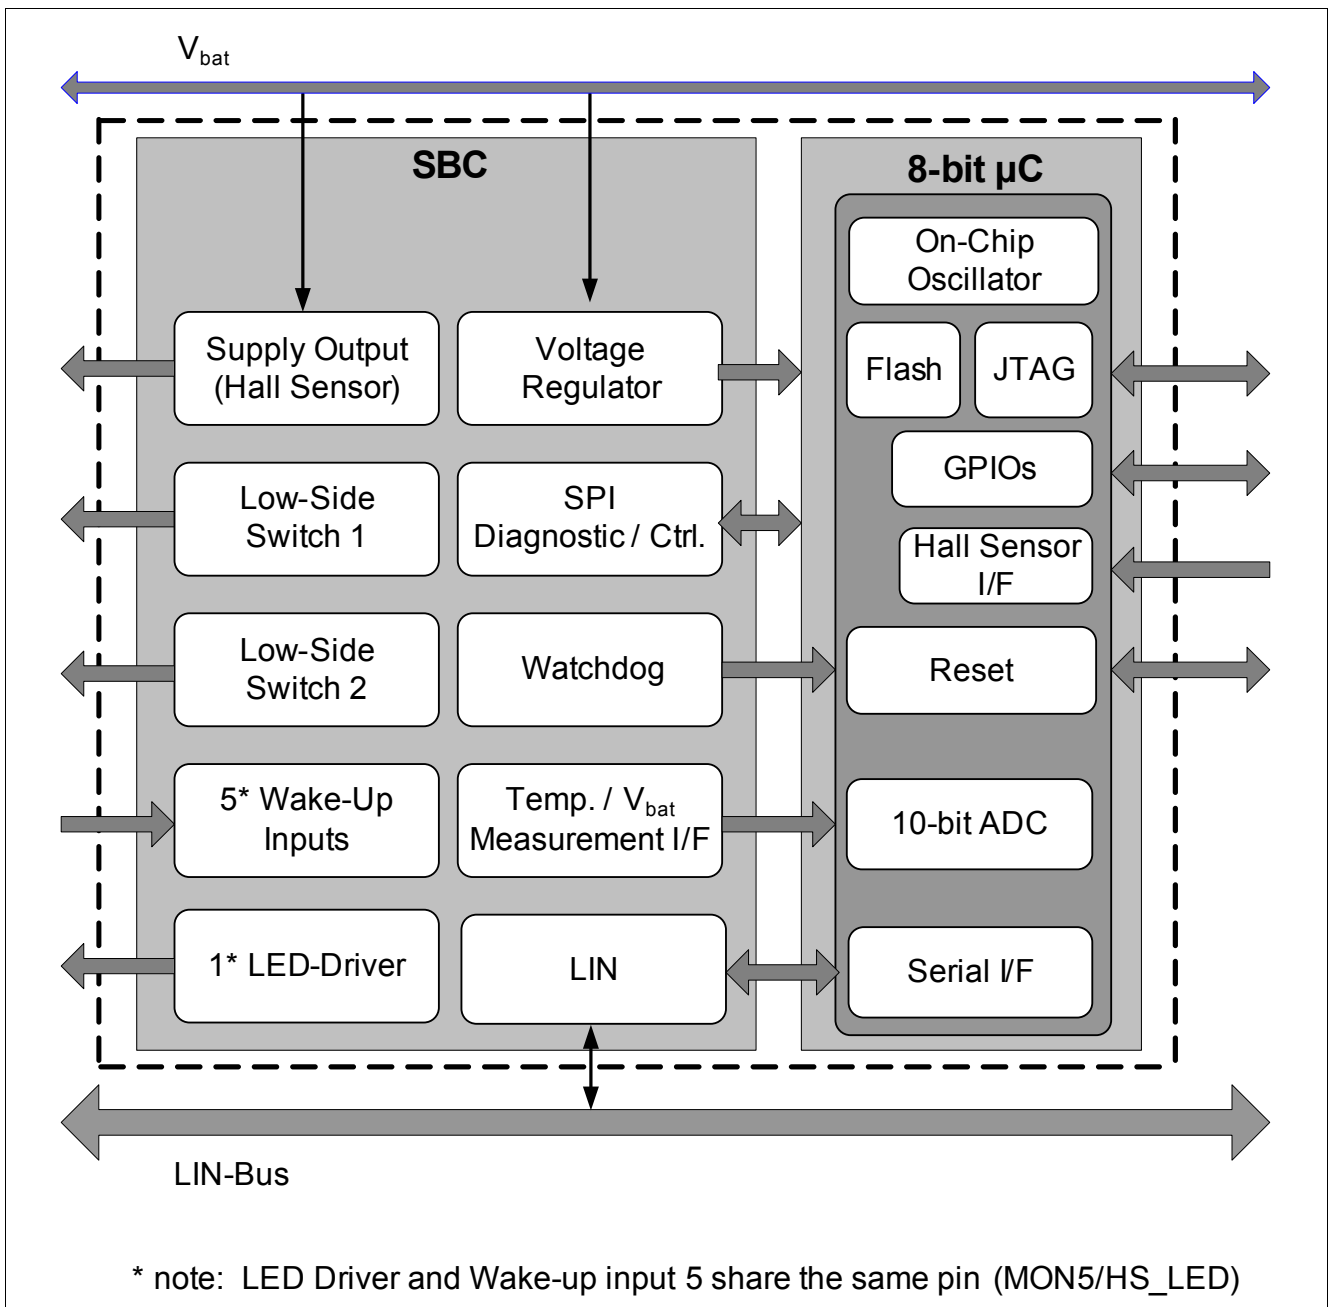 Vbat
SBC
8-bit µC
On-Chip
Oscillator
Supply Output
(Hall Sensor)
Voltage
Regulator
Flash
JTAG
GPIOs
Low-Side
Switch 1
SPI
Diagnostic / Ctrl.
Hall Sensor
I/F
Low-Side
Switch 2
Watchdog
Reset
5* Wake-Up
Inputs
Temp. / Vbat
Measurement I/F
10-bit ADC
1* LED-Driver
LIN
Serial I/F
LIN-Bus
* note: LED Driver and Wake-up input 5 share the same pin (MON5/HS_LED)